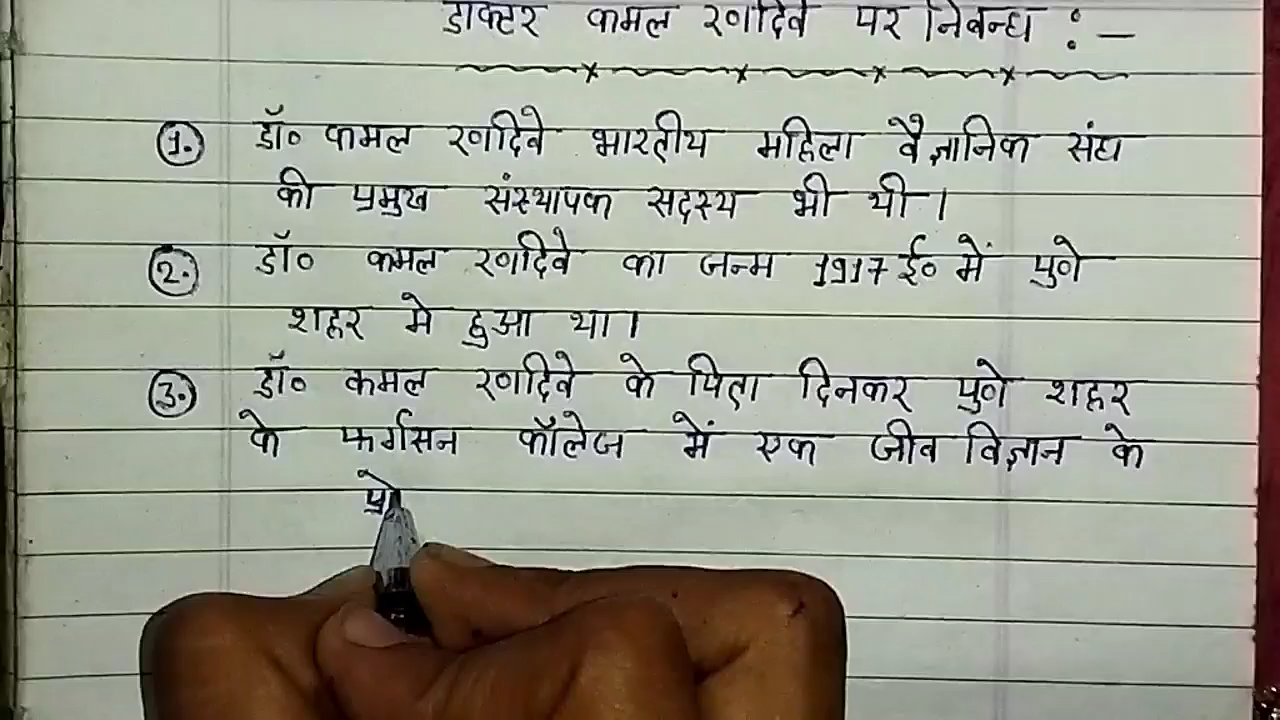 डाक्टर कमल रणदिवे पर निबन्ध :-
1. डॉ० कमल रणदिवे भारतीय महिला वैज्ञानिक संघ
की प्रमुख संस्थापक सदस्य भी थी।
2. डॉ० कमल रणदिवे का जन्म 1917 ई० में पुणे
शहर मे हुआ था।
3. डॉ० कमल रणदिवे के पिता दिनकर पुणे शहर
के फर्गसन कॉलेज में एक जीव विज्ञान के